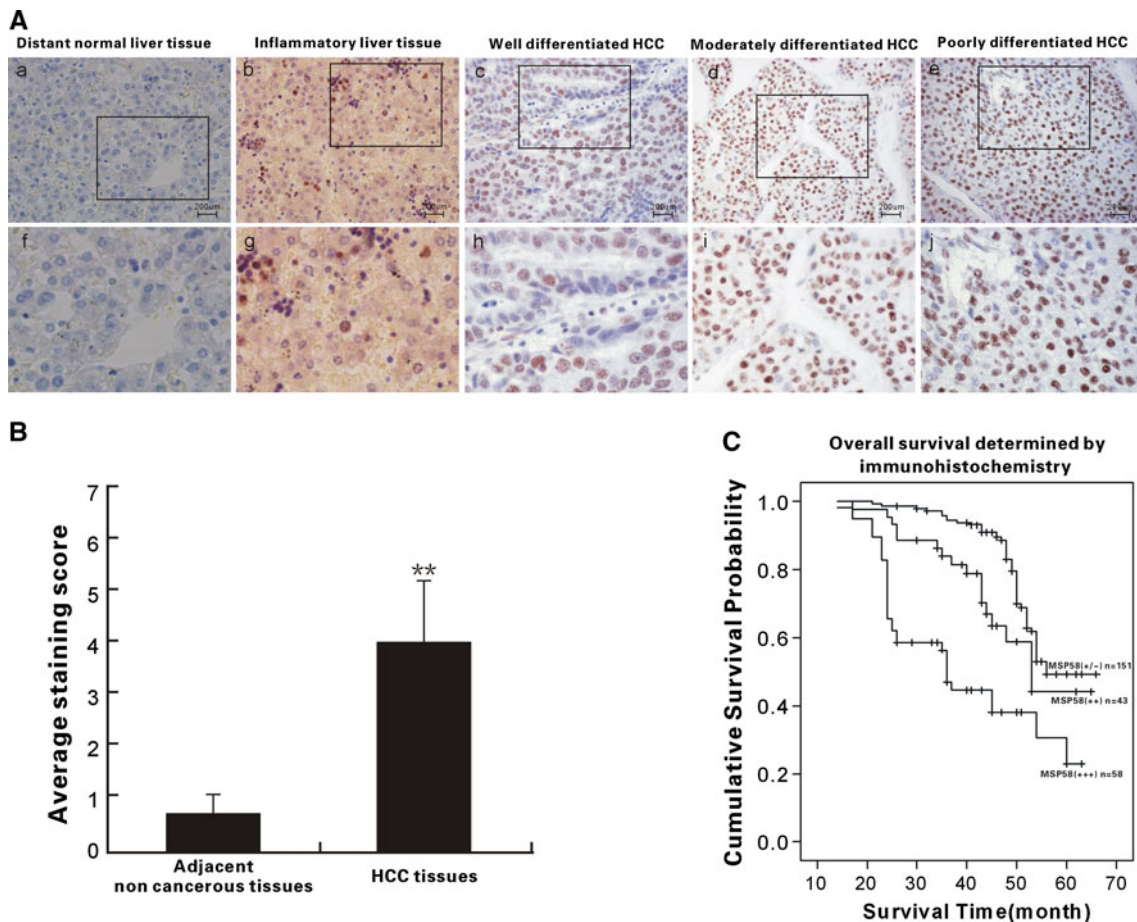 A
Distant normal liver tissue
Inflammatory liver tissue
Well differentiated HCC
Moderately differentiated HCC
Poorly differentiated HCC
a
b
c
d
e
200um
200um
200um
200um
200um
f
g
h
i
j
B
Average staining score
7
6
5
4
3
2
1
0
**
Adjacent
non cancerous tissues
HCC tissues
C
Overall survival determined by
immunohistochemistry
Cumulative Survival Probability
1.0
0.8
0.6
0.4
0.2
0.0
MSP58(+/−) n=151
MSP58(++) n=43
MSP58(+++) n=58
10 20 30 40 50 60 70
Survival Time(month)